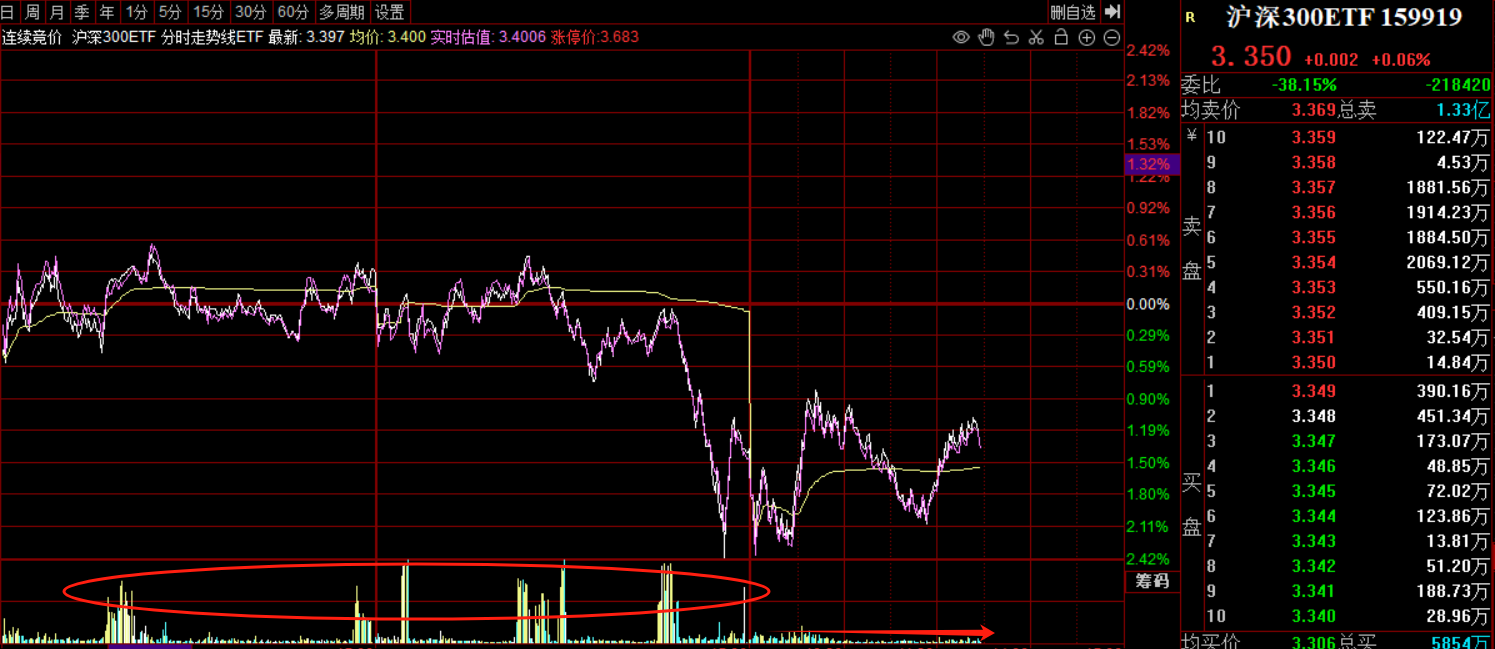 日 周 月 季 年 1分 5分 15分 30分 60分 多周期 设置 删自选
连续竞价 沪深300ETF 分时走势线ETF 最新: 3.397 均价: 3.400 实时估值: 3.4006 涨停价:3.683
2.42%
2.13%
1.82%
1.53%
1.32%
1.22%
0.92%
0.61%
0.31%
0.00%
0.29%
0.59%
0.90%
1.19%
1.50%
1.80%
2.11%
2.42%
筹码
R 沪深300ETF 159919
3.350 +0.002 +0.06%
委比 -38.15% -218420
均卖价 3.369 总卖 1.33亿
¥ 10 3.359 122.47万
9 3.358 4.53万
8 3.357 1881.56万
7 3.356 1914.23万
卖
6 3.355 1884.50万
盘
5 3.354 2069.12万
4 3.353 550.16万
3 3.352 409.15万
2 3.351 32.54万
1 3.350 14.84万
1 3.349 390.16万
2 3.348 451.34万
3 3.347 173.07万
4 3.346 48.85万
买
5 3.345 72.02万
6 3.344 123.86万
盘
7 3.343 13.81万
8 3.342 51.20万
9 3.341 188.73万
10 3.340 28.96万
均买价 3.306 总买 5854万